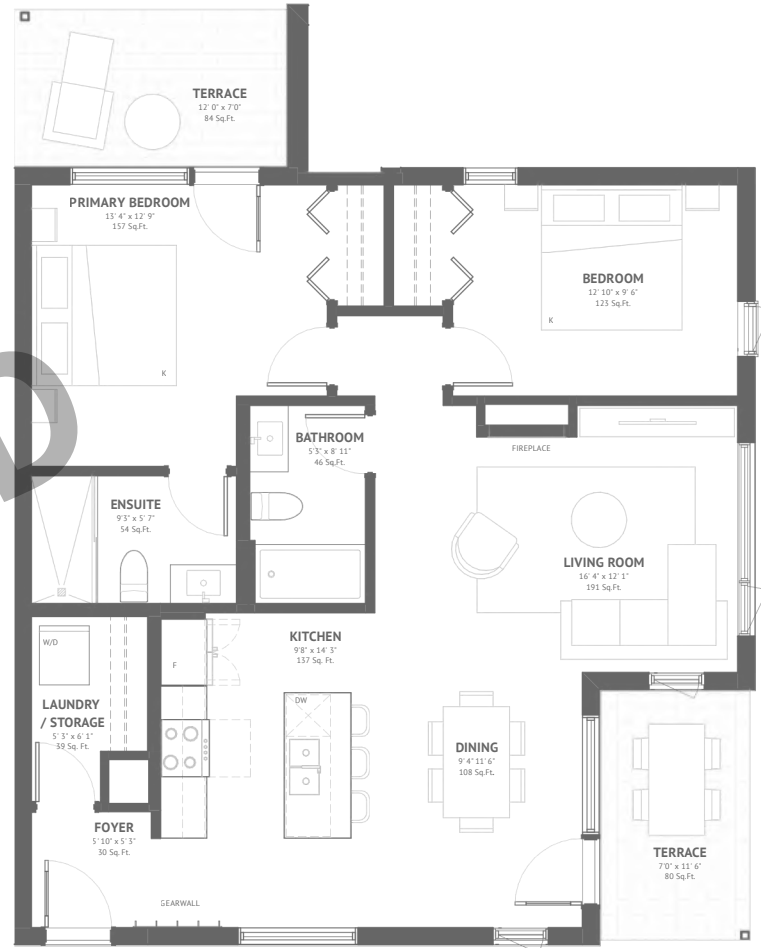 TERRACE
12' 0" x 7'0"
84 Sq.Ft.
PRIMARY BEDROOM
13' 4" x 12' 9"
157 Sq.Ft.
K
BEDROOM
12' 10" x 9' 6"
123 Sq.Ft.
K
D
BATHROOM
5'3" x 8' 11"
46 Sq.Ft.
FIREPLACE
ENSUITE
9'3" x 5' 7"
54 Sq.Ft.
LIVING ROOM
16' 4" x 12' 1"
191 Sq.Ft.
W/D
F
KITCHEN
9'8" x 14' 3"
137 Sq. Ft.
DW
LAUNDRY
/ STORAGE
5' 3" x 6' 1"
39 Sq. Ft.
DINING
9' 4" 11' 6"
108 Sq.Ft.
FOYER
5' 10" x 5' 3"
30 Sq. Ft.
TERRACE
7'0" x 11' 6"
80 Sq.Ft.
GEARWALL